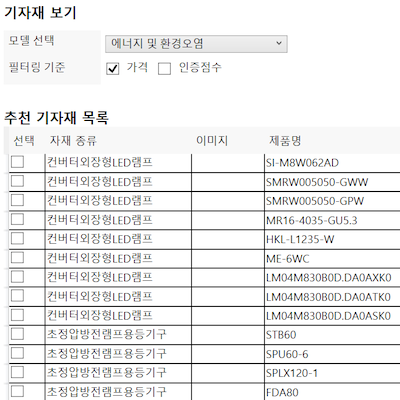 기자재 보기
모델 선택 에너지 및 환경오염
필터링 기준 가격 인증점수
추천 기자재 목록
선택 자재 종류 이미지 제품명
컨버터외장형LED램프 SI-M8W062AD
컨버터외장형LED램프 SMRW005050-GWW
컨버터외장형LED램프 SMRW005050-GPW
컨버터외장형LED램프 MR16-4035-GU5.3
컨버터외장형LED램프 HKL-L1235-W
컨버터외장형LED램프 ME-6WC
컨버터외장형LED램프 LM04M830B0D.DA0AXK0
컨버터외장형LED램프 LM04M830B0D.DA0ATK0
컨버터외장형LED램프 LM04M830B0D.DA0ASK0
초정압방전램프용등기구 STB60
초정압방전램프용등기구 SPU60-6
초정압방전램프용등기구 SPLX120-1
초정압방전램프용등기구 FDA80